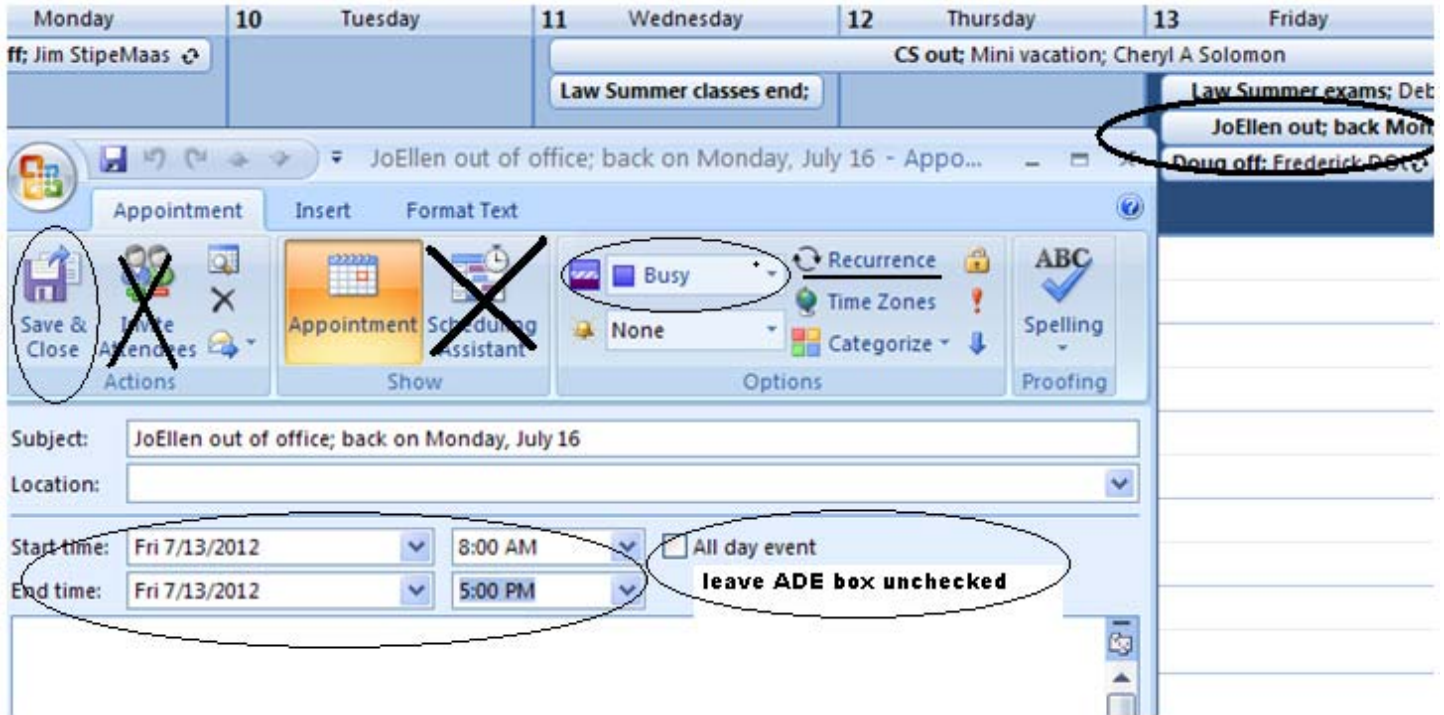 Monday 10 Tuesday 11 Wednesday 12 Thursday 13 Friday
ff; Jim StipeMaas CS out; Mini vacation; Cheryl A Solomon
Law Summer classes end; Law Summer exams; Deb
JoEllen out; back Mon
Doug off; Frederick
JoEllen out of office; back on Monday, July 16 - Appo...
Appointment Insert Format Text
Save & Close
Invite Attendees
Appointment
Scheduling Assistant
Busy
None
Recurrence
Time Zones
Categorize
ABC
Spelling
Actions Show Options Proofing
Subject: JoEllen out of office; back on Monday, July 16
Location:
Start time: Fri 7/13/2012 8:00 AM All day event
End time: Fri 7/13/2012 5:00 PM leave ADE box unchecked